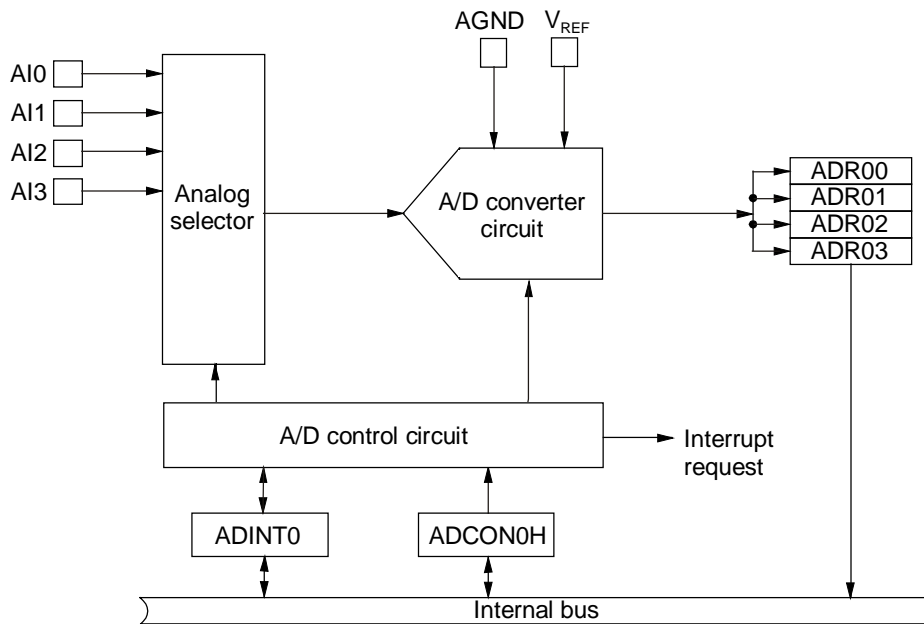 AGND
VREF
AI0
AI1
AI2
AI3
Analog
selector
A/D converter
circuit
ADR00
ADR01
ADR02
ADR03
A/D control circuit
Interrupt
request
ADINT0
ADCON0H
Internal bus